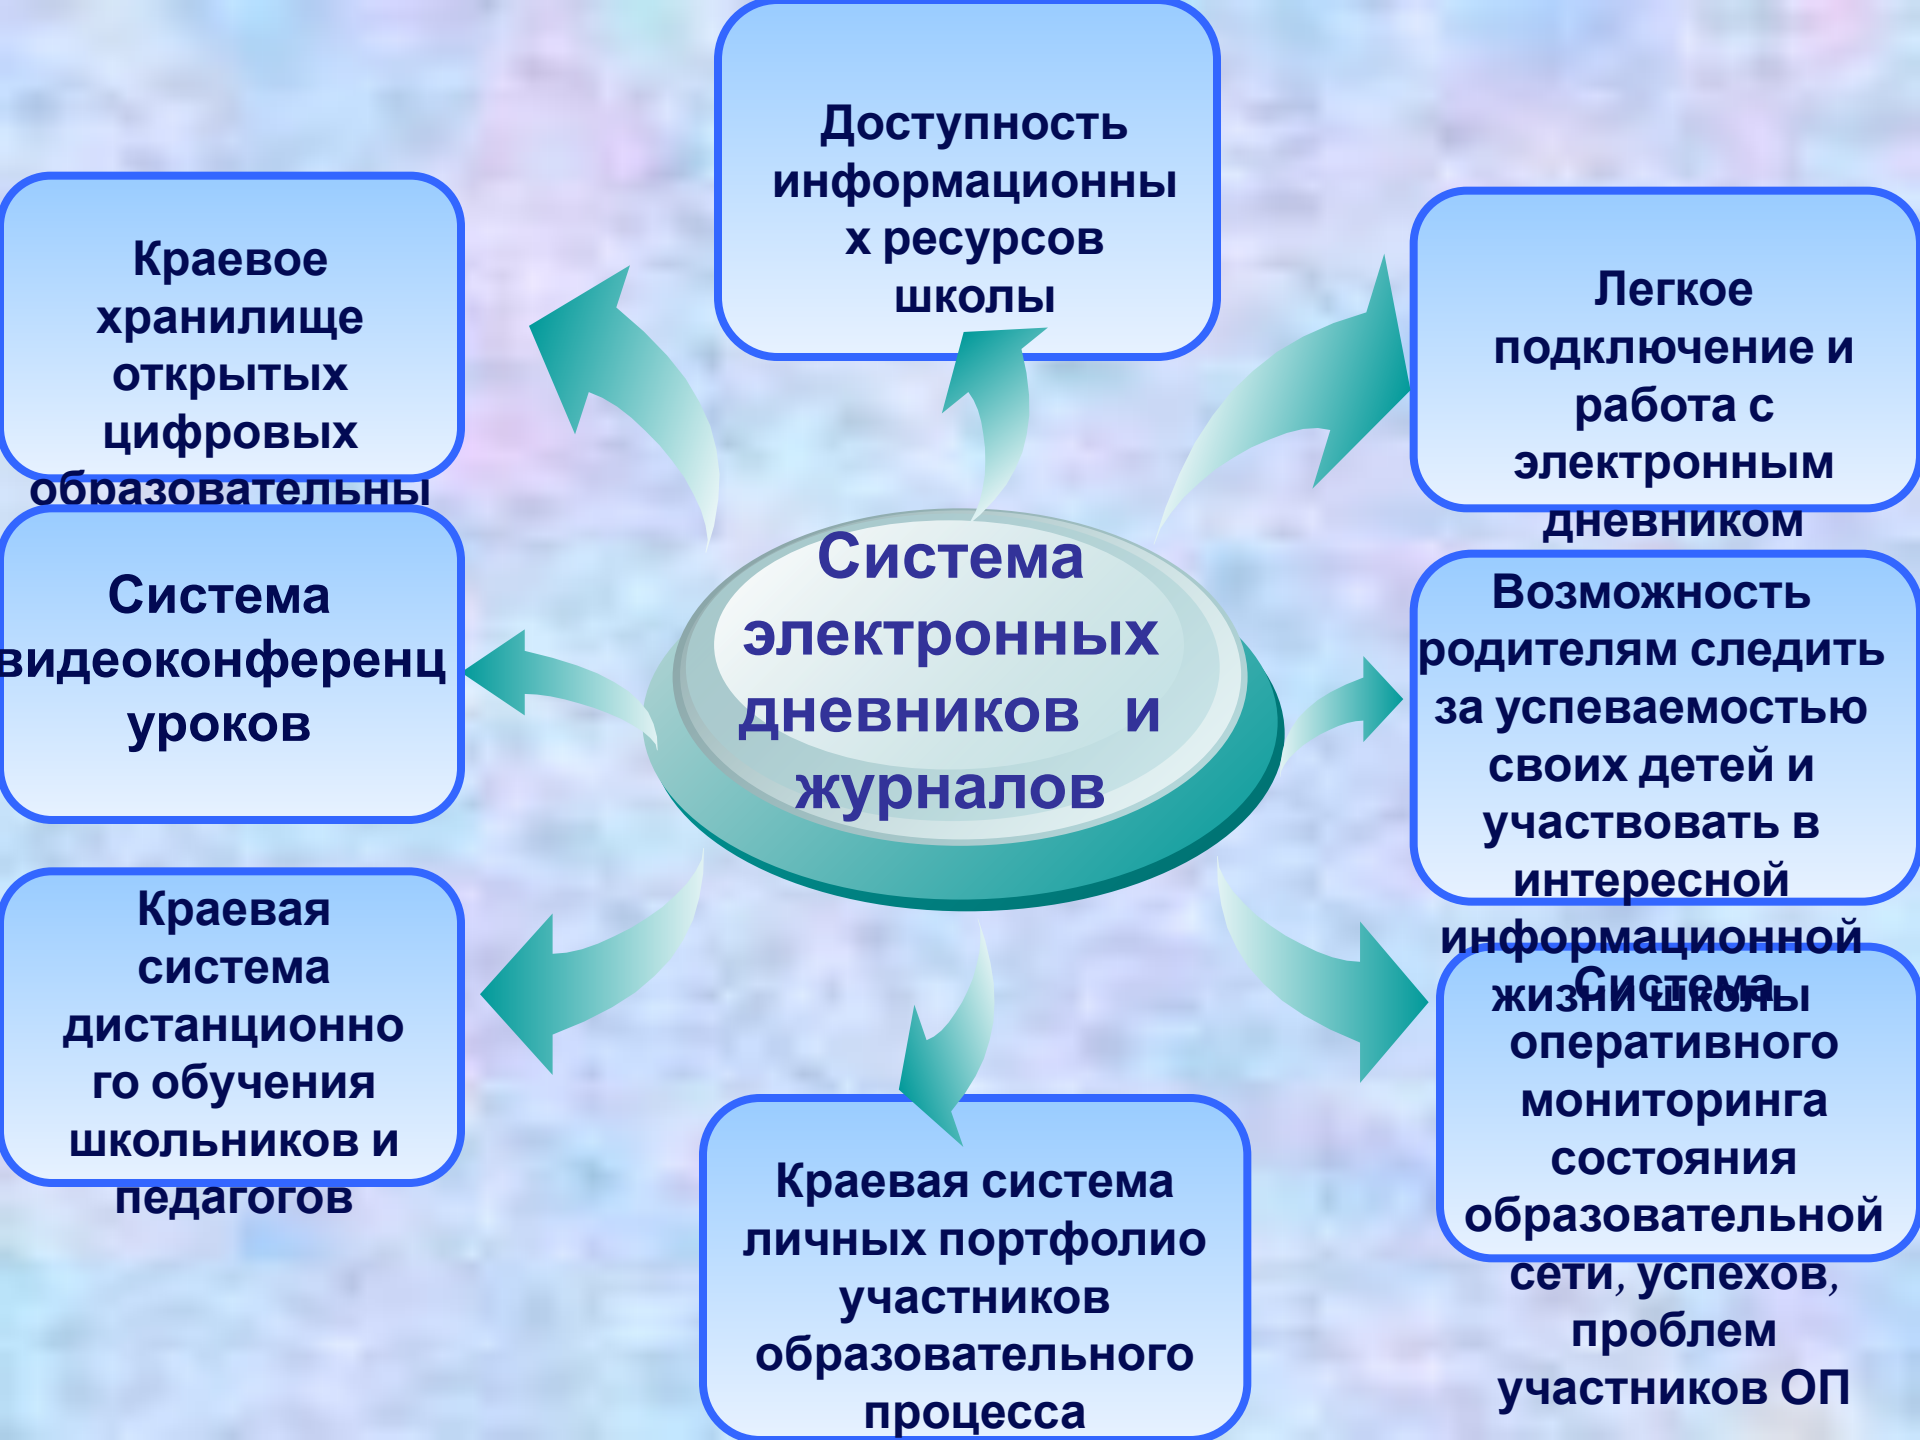 Доступность
информационны
х ресурсов
школы
Краевое
хранилище
открытых
цифровых
образовательны
Легкое
подключение и
работа с
электронным
дневником
Система
электронных
дневников и
журналов
Система
видеоконференц
уроков
Возможность
родителям следить
за успеваемостью
своих детей и
участвовать в
интересной
информационной
жизни школы
Краевая
система
дистанционно
го обучения
школьников и
педагогов
Краевая система
личных портфолио
участников
образовательного
процесса
Система
оперативного
мониторинга
состояния
образовательной
сети, успехов,
проблем
участников ОП